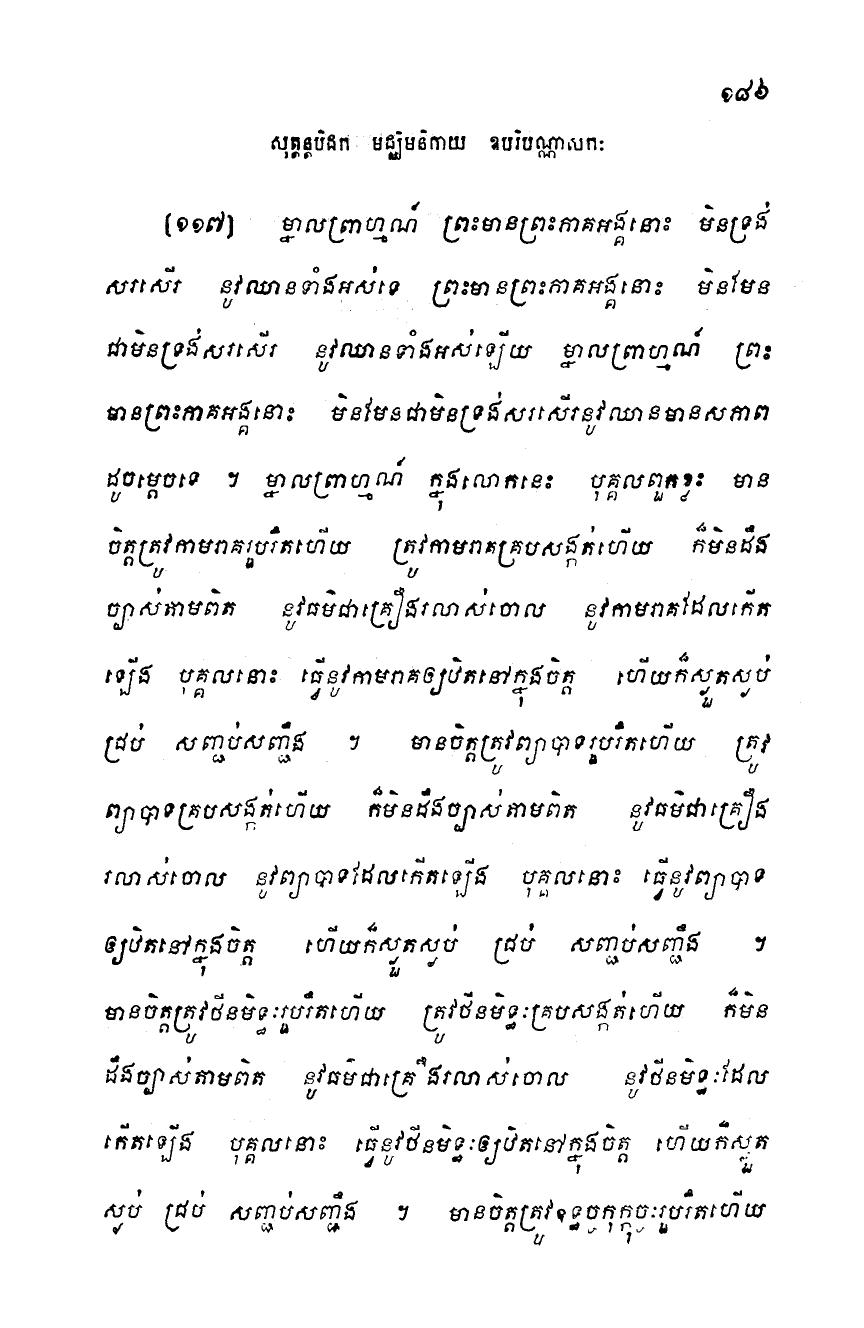 ១៨៦
សុត្តន្តបិដក មជ្ឈិមនិកាយ ឧបរិបណ្ណាសកៈ
(១១៧) ម្នាលព្រាហ្មណ៍ ព្រះមានព្រះភាគអង្គនោះ មិនទ្រង់
សរសើរ នូវឈានទាំងអស់ទេ ព្រះមានព្រះភាគអង្គនោះ មិនមែន
ជាមិនទ្រង់សរសើរ នូវឈានទាំងអស់ឡើយ ម្នាលព្រាហ្មណ៍ ព្រះ
មានព្រះភាគអង្គនោះ មិនមែនជាមិនទ្រង់សរសើរនូវឈានមានសភាព
ដូចម្តេចទេ ។ ម្នាលព្រាហ្មណ៍ ក្នុងលោកនេះ បុគ្គលពួកខ្លះ មាន
ចិត្តត្រូវកាមរាគរួបរឹតហើយ ត្រូវកាមរាគគ្របសង្កត់ហើយ ក៏មិនដឹង
ច្បាស់តាមពិត នូវធម៌ជាគ្រឿងរលាស់ចោល នូវកាមរាគដែលកើត
ឡើង បុគ្គលនោះ ធ្វើនូវកាមរាគឲ្យឋិតនៅក្នុងចិត្ត ហើយក៏ស្ងួតស្ងប់
ជ្រប់ សញ្ជប់សញ្ជឹង ។ មានចិត្តត្រូវព្យាបាទរួបរឹតហើយ ត្រូវ
ព្យាបាទគ្របសង្កត់ហើយ ក៏មិនដឹងច្បាស់តាមពិត នូវធម៌ជាគ្រឿង
រលាស់ចោល នូវព្យាបាទដែលកើតឡើង បុគ្គលនោះ ធ្វើនូវព្យាបាទ
ឲ្យឋិតនៅក្នុងចិត្ត ហើយក៏ស្ងួតស្ងប់ ជ្រប់ សញ្ជប់សញ្ជឹង ។
មានចិត្តត្រូវថីនមិទ្ធៈរួបរឹតហើយ ត្រូវថីនមិទ្ធៈគ្របសង្កត់ហើយ ក៏មិន
ដឹងច្បាស់តាមពិត នូវធម៌ជាគ្រឿងរលាស់ចោល នូវថីនមិទ្ធៈដែល
កើតឡើង បុគ្គលនោះ ធ្វើនូវថីនមិទ្ធៈឲ្យឋិតនៅក្នុងចិត្ត ហើយក៏ស្ងួត
ស្ងប់ ជ្រប់ សញ្ជប់សញ្ជឹង ។ មានចិត្តត្រូវឧទ្ធច្ចកុក្កុច្ចៈរួបរឹតហើយ